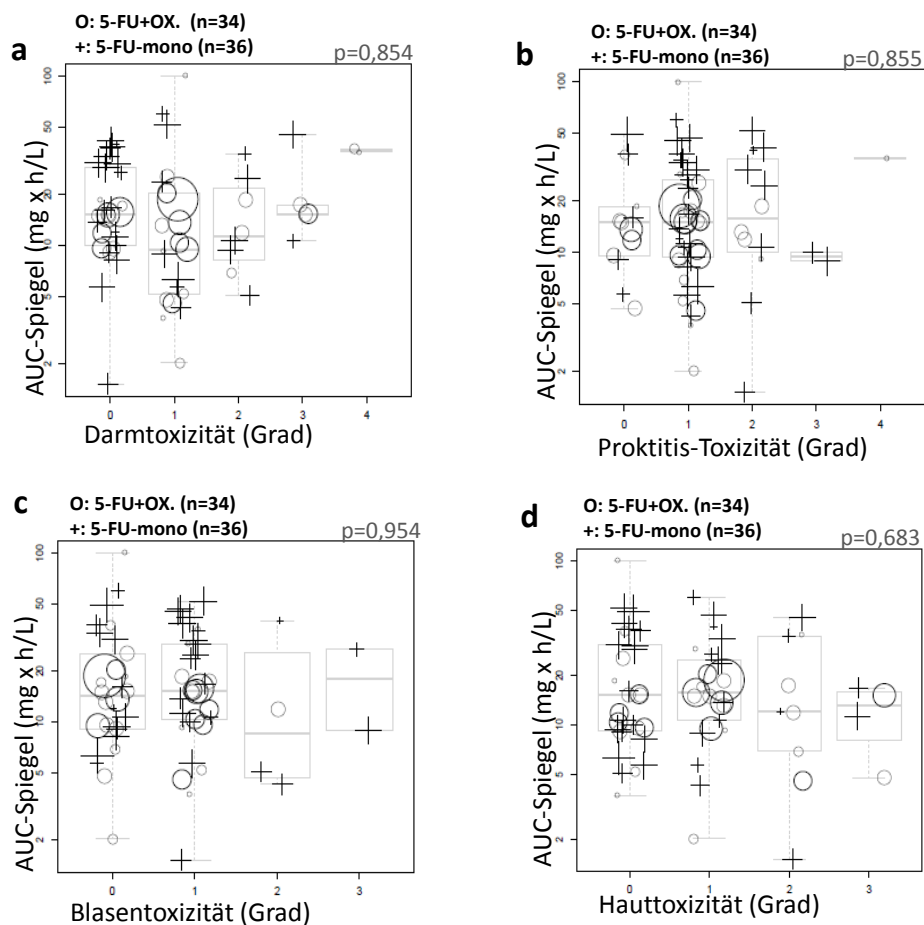 a
O: 5-FU+OX. (n=34)
+: 5-FU-mono (n=36)
p=0,854
AUC-Spiegel (mg x h/L)
100
50
20
10
5
2
0 1 2 3 4
Darmtoxizität (Grad)
b
O: 5-FU+OX. (n=34)
+: 5-FU-mono (n=36)
p=0,855
AUC-Spiegel (mg x h/L)
100
50
20
10
5
2
0 1 2 3 4
Proktitis-Toxizität (Grad)
c
O: 5-FU+OX. (n=34)
+: 5-FU-mono (n=36)
p=0,954
AUC-Spiegel (mg x h/L)
100
50
20
10
5
2
0 1 2 3
Blasentoxizität (Grad)
d
O: 5-FU+OX. (n=34)
+: 5-FU-mono (n=36)
p=0,683
AUC-Spiegel (mg x h/L)
100
50
20
10
5
2
0 1 2 3
Hauttoxizität (Grad)